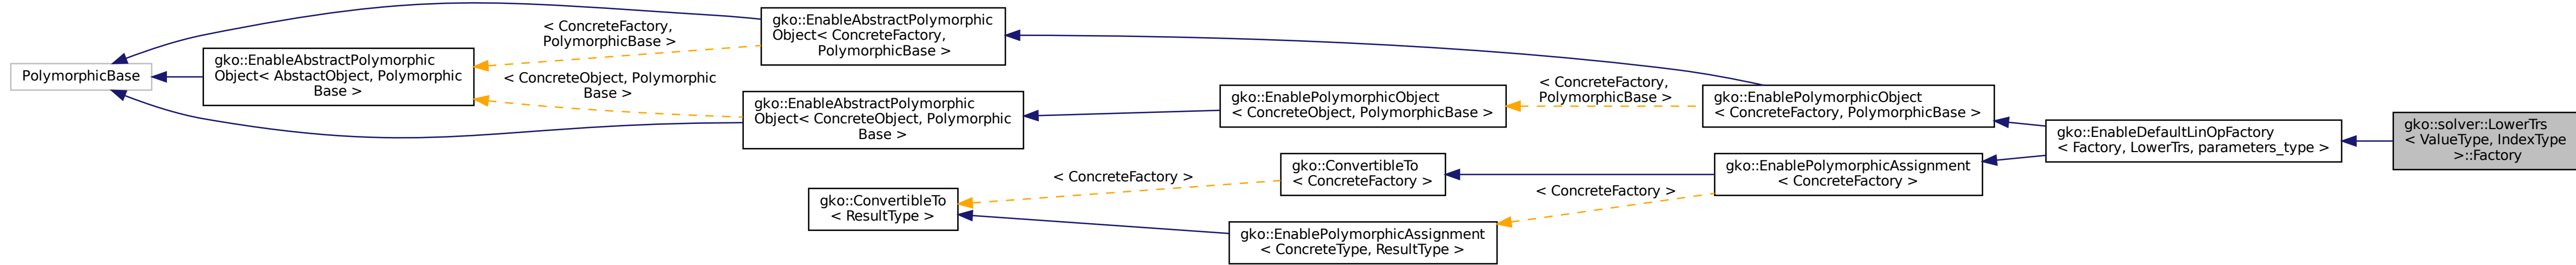 PolymorphicBase
gko::EnableAbstractPolymorphic
Object< AbstactObject, Polymorphic
Base >
< ConcreteFactory,
PolymorphicBase >
< ConcreteObject, Polymorphic
Base >
gko::EnableAbstractPolymorphic
Object< ConcreteFactory,
PolymorphicBase >
gko::EnableAbstractPolymorphic
Object< ConcreteObject, Polymorphic
Base >
gko::ConvertibleTo
< ResultType >
< ConcreteFactory >
gko::EnablePolymorphicObject
< ConcreteObject, PolymorphicBase >
gko::ConvertibleTo
< ConcreteFactory >
gko::EnablePolymorphicAssignment
< ConcreteType, ResultType >
< ConcreteFactory,
PolymorphicBase >
< ConcreteFactory >
gko::EnablePolymorphicObject
< ConcreteFactory, PolymorphicBase >
gko::EnablePolymorphicAssignment
< ConcreteFactory >
gko::EnableDefaultLinOpFactory
< Factory, LowerTrs, parameters_type >
gko::solver::LowerTrs
< ValueType, IndexType
>::Factory